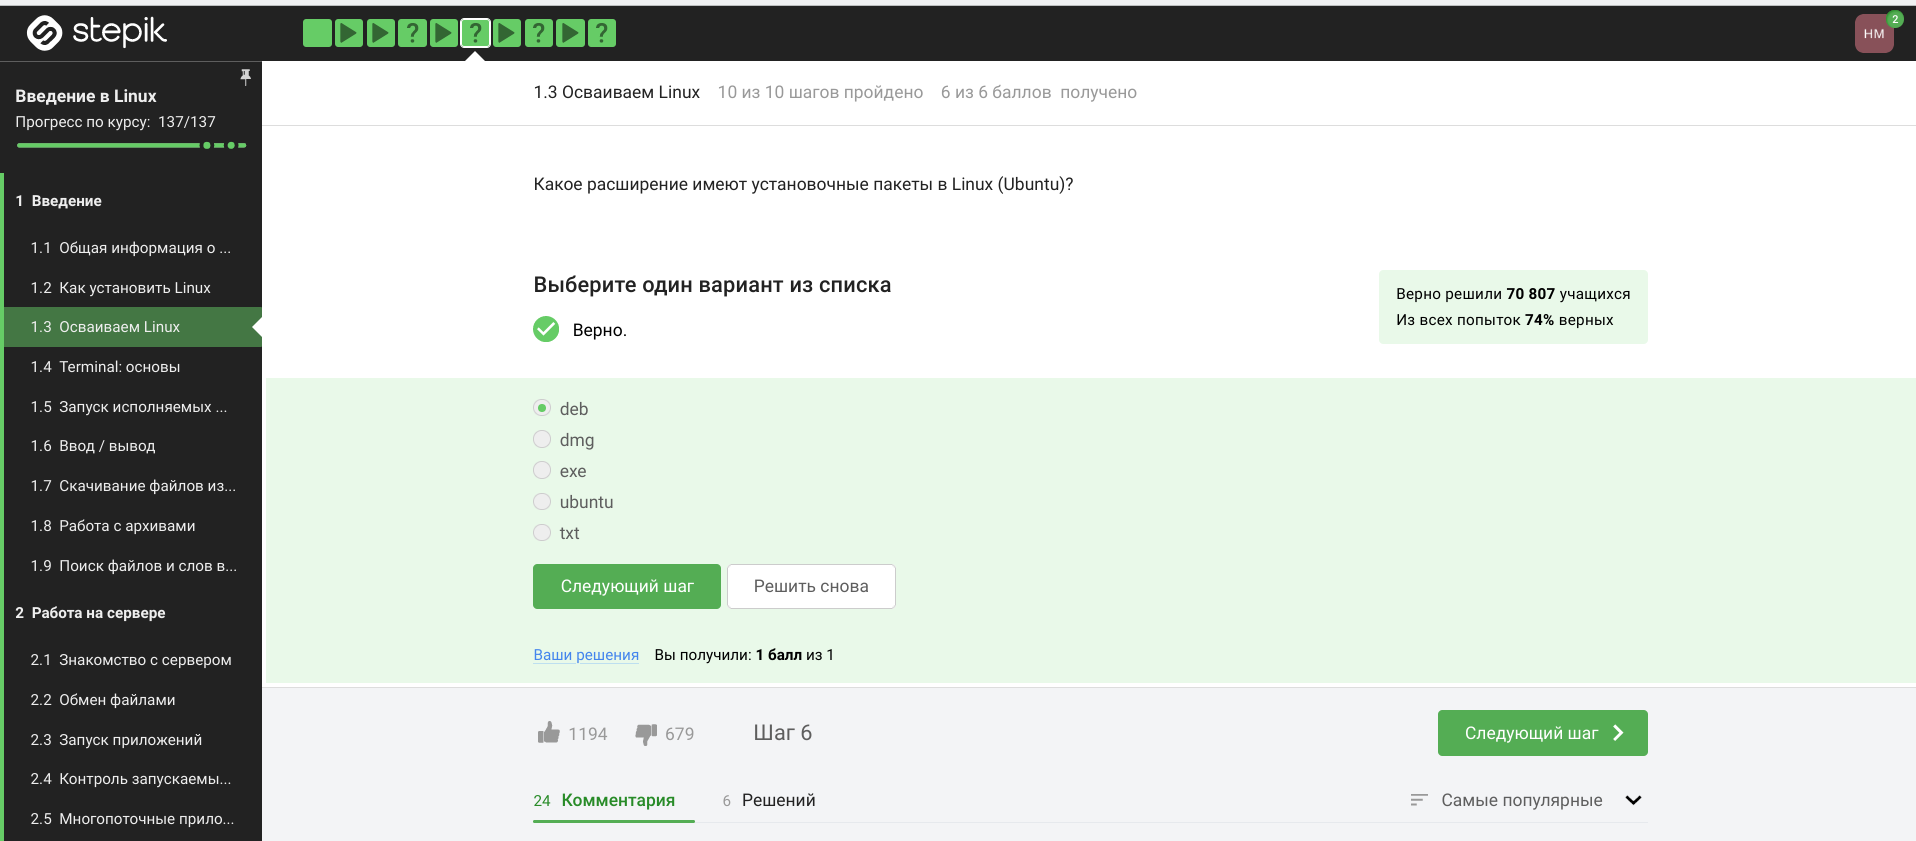 stepik
? ? ? ?
НМ
2
Введение в Linux
Прогресс по курсу: 137/137
1 Введение
1.1 Общая информация о ...
1.2 Как установить Linux
1.3 Осваиваем Linux
1.4 Terminal: основы
1.5 Запуск исполняемых ...
1.6 Ввод / вывод
1.7 Скачивание файлов из...
1.8 Работа с архивами
1.9 Поиск файлов и слов в...
2 Работа на сервере
2.1 Знакомство с сервером
2.2 Обмен файлами
2.3 Запуск приложений
2.4 Контроль запускаемы...
2.5 Многопоточные прило...
1.3 Осваиваем Linux 10 из 10 шагов пройдено 6 из 6 баллов получено
Какое расширение имеют установочные пакеты в Linux (Ubuntu)?
Выберите один вариант из списка
Верно.
Верно решили 70 807 учащихся
Из всех попыток 74% верных
deb
dmg
exe
ubuntu
txt
Следующий шаг
Решить снова
Ваши решения Вы получили: 1 балл из 1
1194 679 Шаг 6
Следующий шаг
24 Комментария 6 Решений
Самые популярные